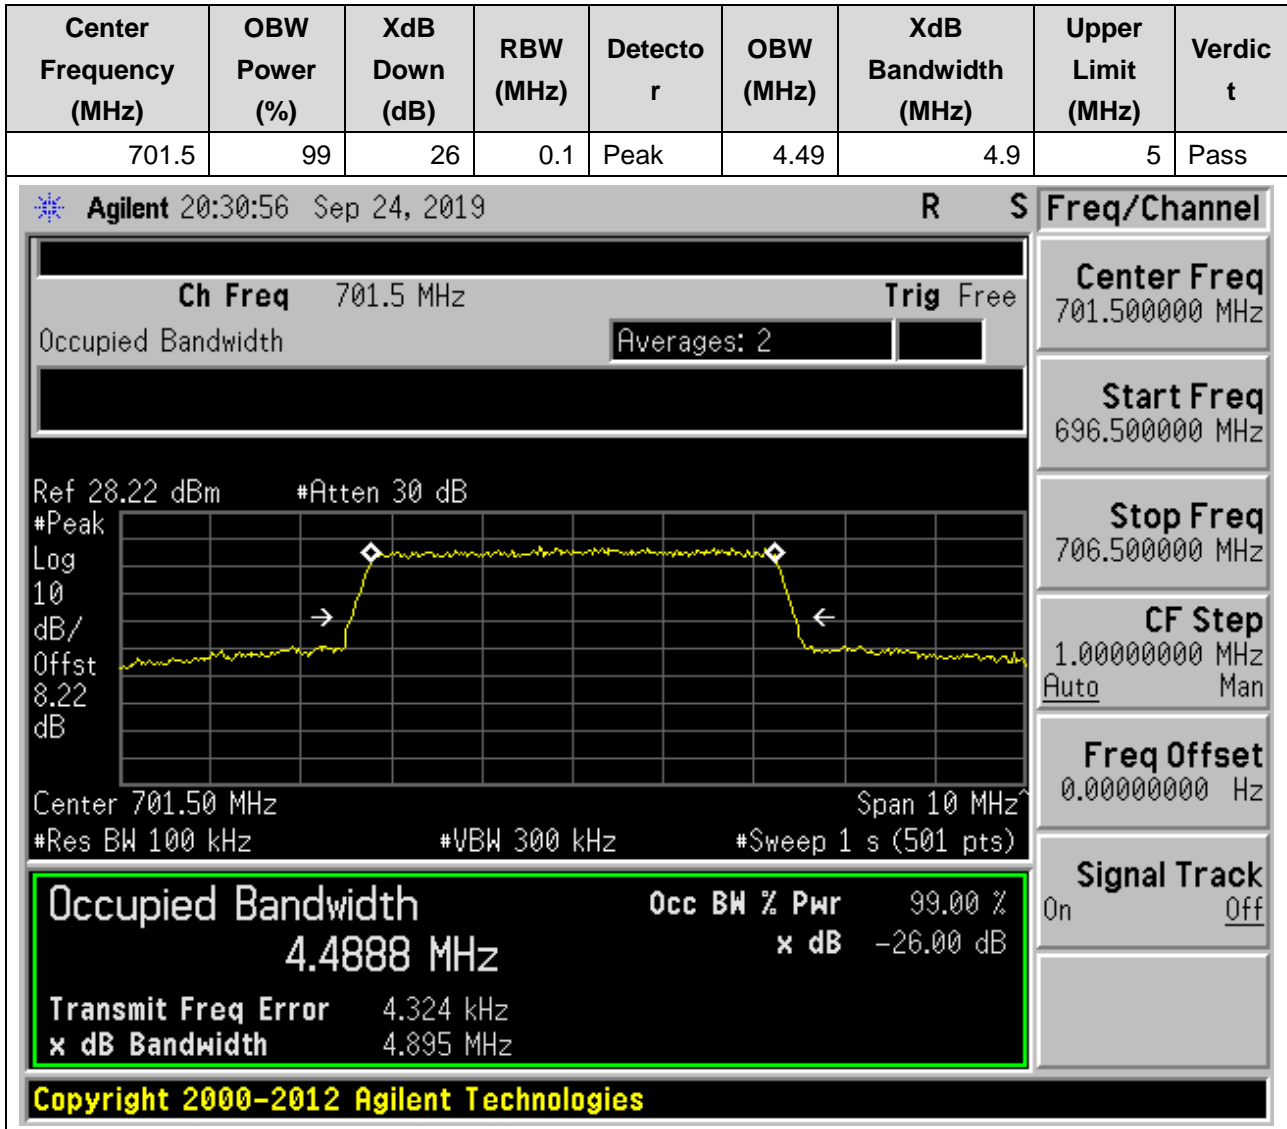 Center Frequency (MHz) OBW Power (%) XdB Down (dB) RBW (MHz) Detecto r OBW (MHz) XdB Bandwidth (MHz) Upper Limit (MHz) Verdic t
701.5 99 26 0.1 Peak 4.49 4.9 5 Pass
Agilent 20:30:56 Sep 24, 2019 R S
Ch Freq 701.5 MHz Trig Free
Occupied Bandwidth Averages: 2
Ref 28.22 dBm #Atten 30 dB
#Peak
Log
10
dB/
Offst
8.22
dB
Center 701.50 MHz Span 10 MHz^
#Res BW 100 kHz #VBW 300 kHz #Sweep 1 s (501 pts)
Occupied Bandwidth Occ BW % Pwr 99.00 %
4.4888 MHz x dB -26.00 dB
Transmit Freq Error 4.324 kHz
x dB Bandwidth 4.895 MHz
Copyright 2000-2012 Agilent Technologies
Freq/Channel
Center Freq
701.500000 MHz
Start Freq
696.500000 MHz
Stop Freq
706.500000 MHz
CF Step
1.00000000 MHz
Auto Man
Freq Offset
0.00000000 Hz
Signal Track
On Off